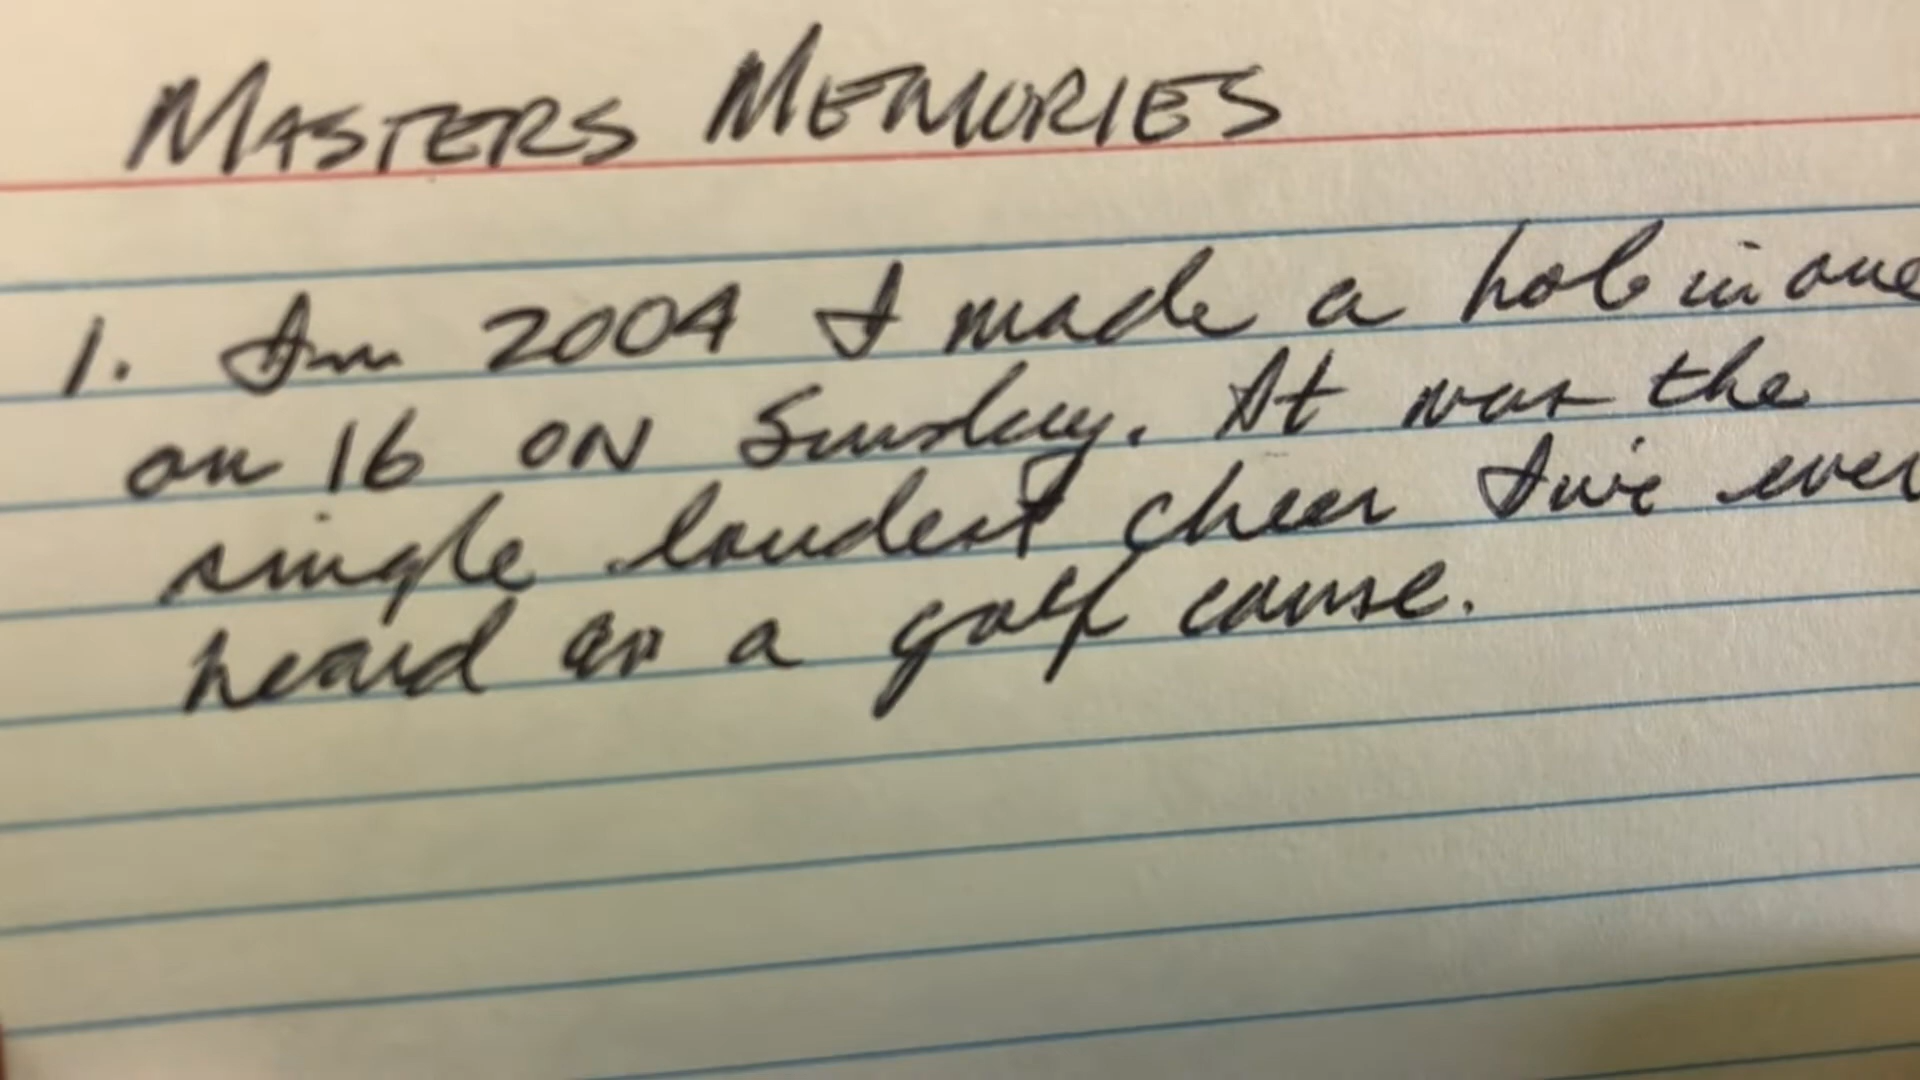 MASTERS MEMORIES
1. In 2004 I made a hole in one
on 16 ON Sunday. It was the
single loudest cheer I've ever
heard on a golf course.